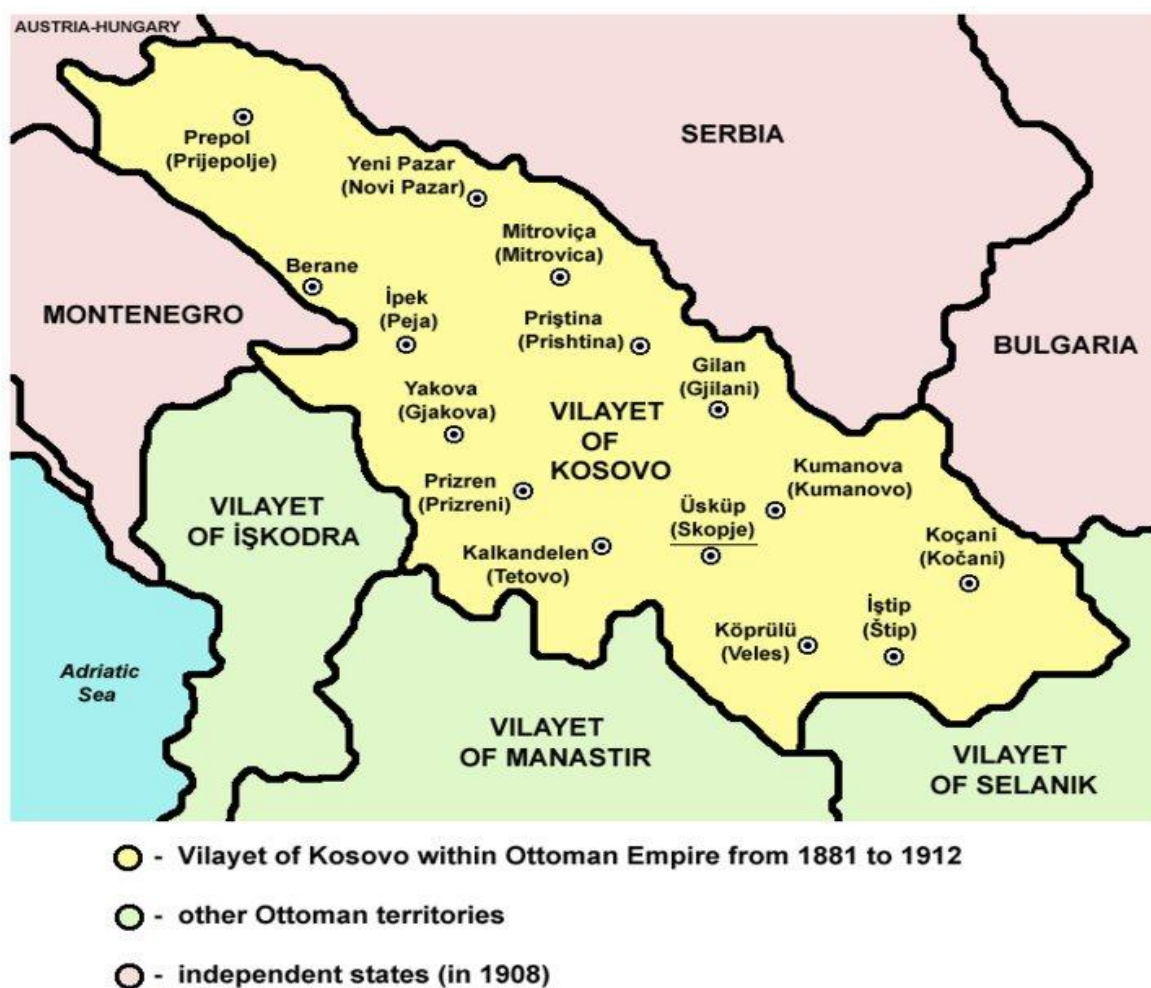 AUSTRIA-HUNGARY
SERBIA
Prepol
(Prijepolje)
Yeni Pazar
(Novi Pazar)
Mitroviça
(Mitrovica)
Berane
MONTENEGRO
İpek
(Peja)
Priştina
(Prishtina)
BULGARIA
Gilan
(Gjilani)
Yakova
(Gjakova)
VILAYET
OF
KOSOVO
Kumanova
(Kumanovo)
Prizren
(Prizreni)
Üsküp
(Skopje)
VILAYET
OF İŞKODRA
Koçani
(Kočani)
Kalkandelen
(Tetovo)
İştip
(Štip)
Köprülü
(Veles)
Adriatic
Sea
VILAYET
OF MANASTIR
VILAYET
OF SELANIK
- Vilayet of Kosovo within Ottoman Empire from 1881 to 1912
- other Ottoman territories
- independent states (in 1908)